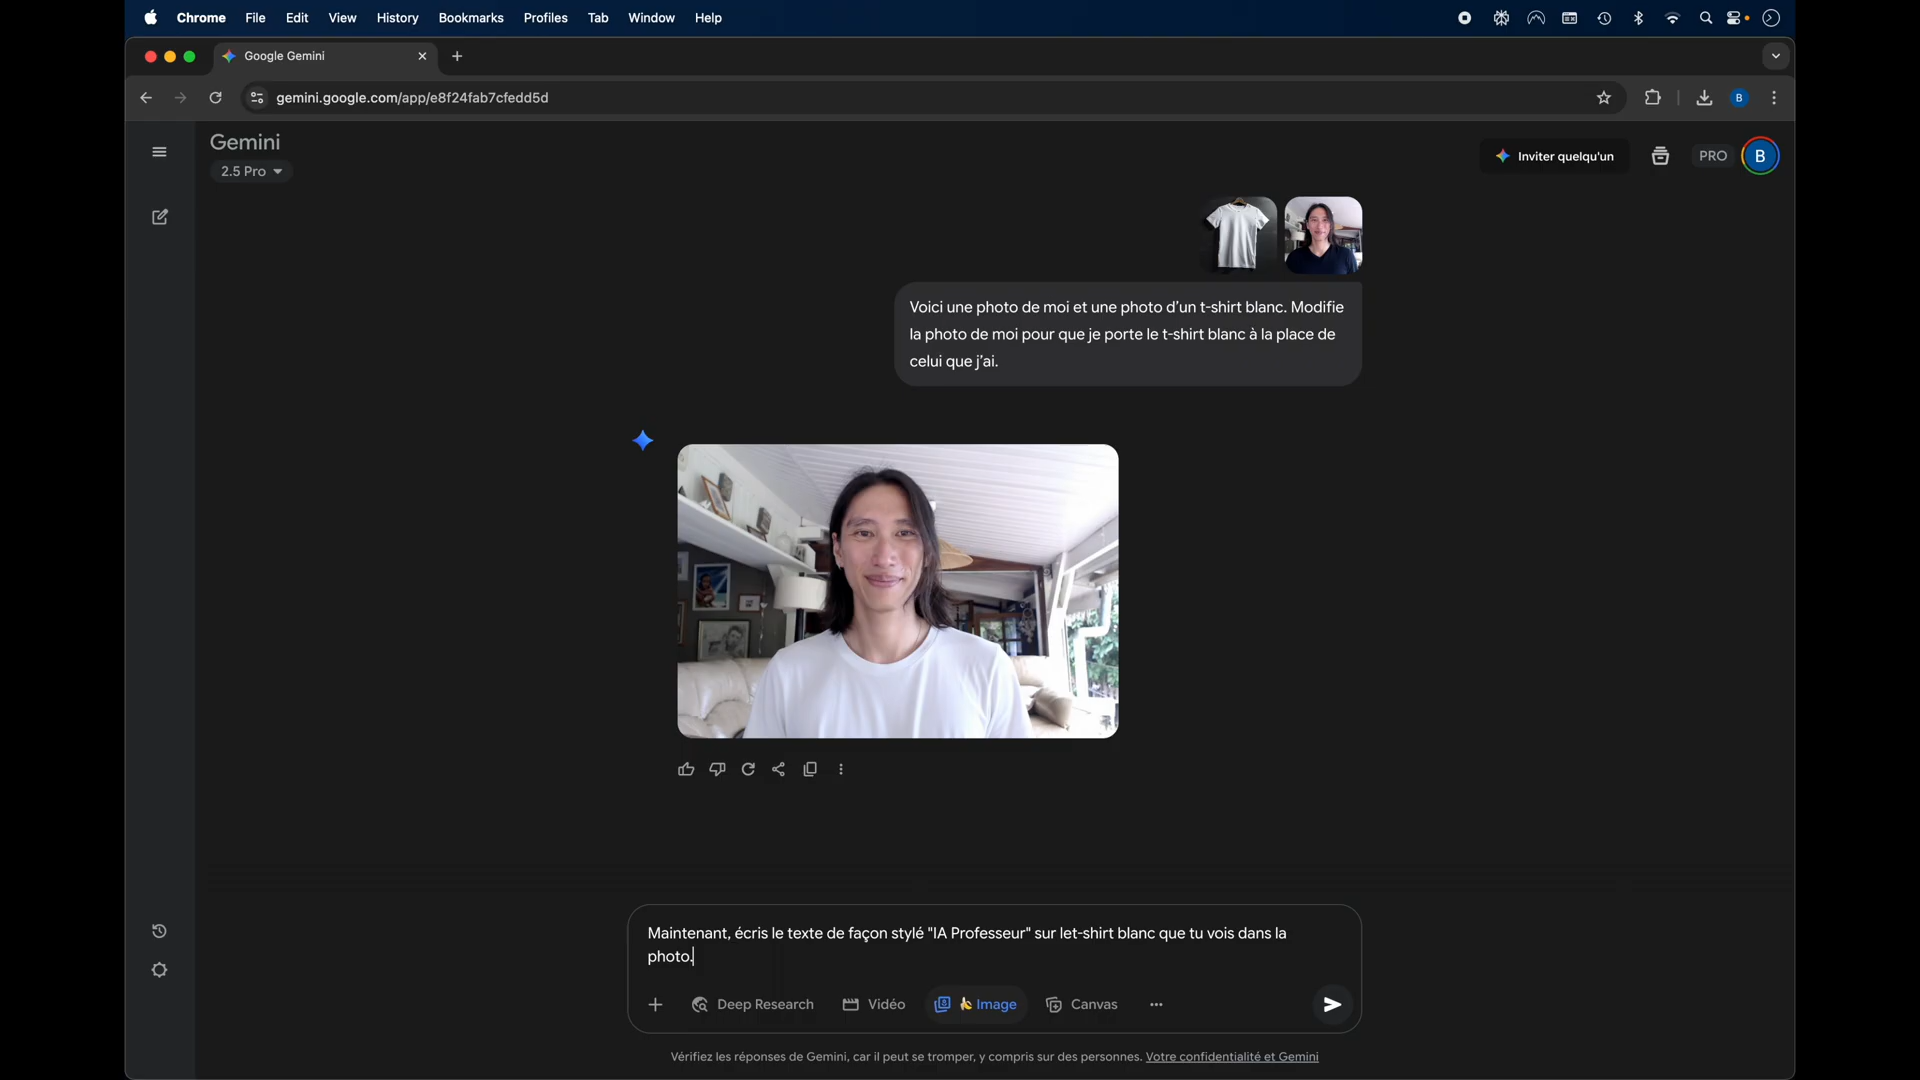 Chrome File Edit View History Bookmarks Profiles Tab Window Help
Google Gemini
gemini.google.com/app/e8f24fab7cfedd5d
B
Gemini
2.5 Pro
Inviter quelqu'un
PRO
B
Voici une photo de moi et une photo d’un t-shirt blanc. Modifie
la photo de moi pour que je porte le t-shirt blanc à la place de
celui que j’ai.
Maintenant, écris le texte de façon stylé "IA Professeur" sur let-shirt blanc que tu vois dans la
photo.
Deep Research Vidéo Image Canvas
Vérifiez les réponses de Gemini, car il peut se tromper, y compris sur des personnes. Votre confidentialité et Gemini